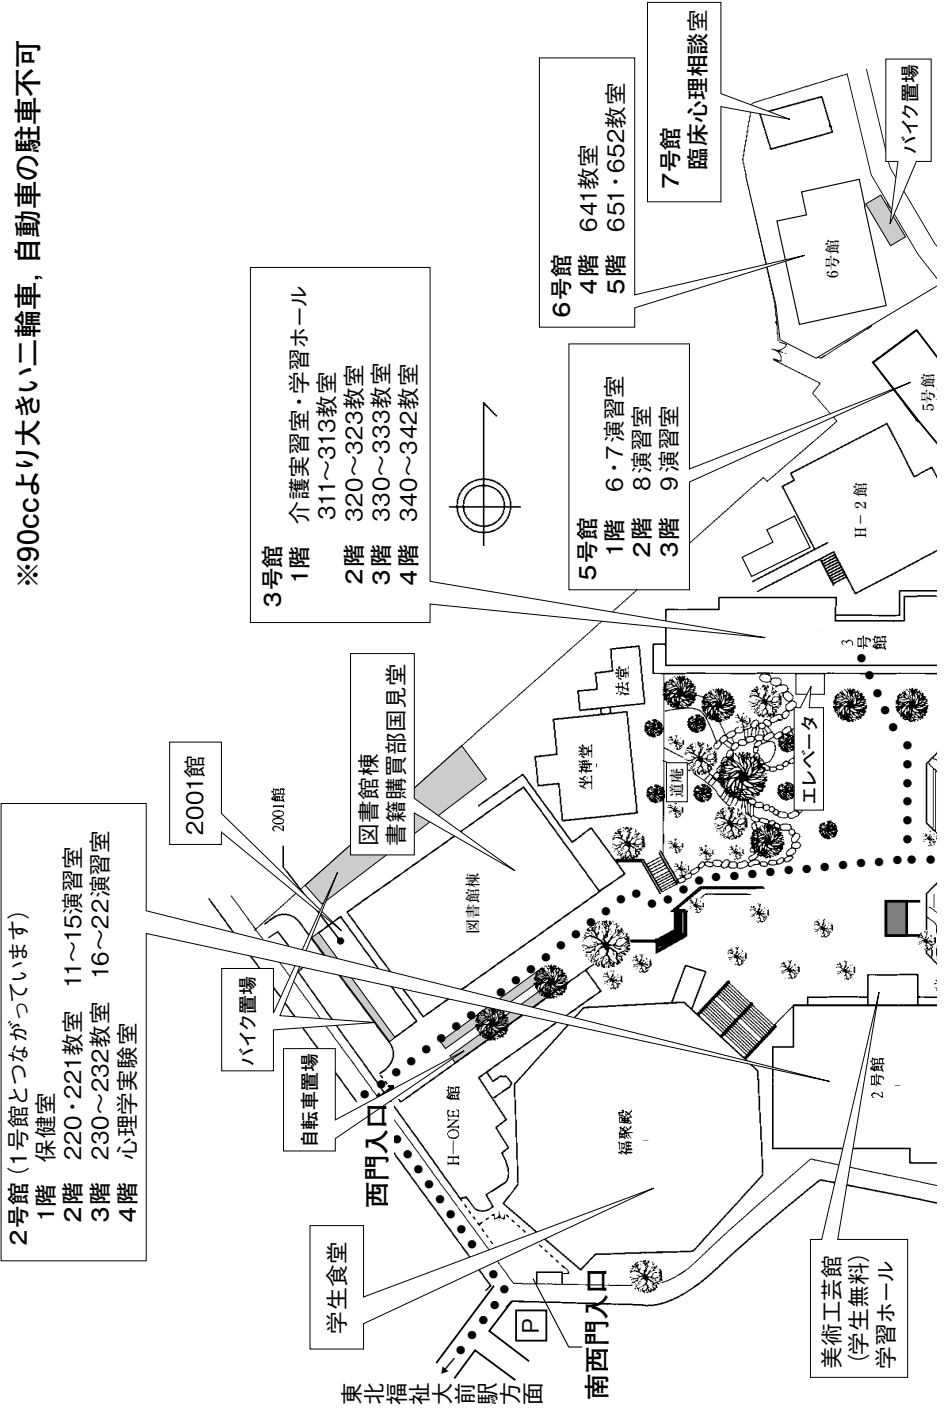 ※90ccより大きい二輪車，自動車の駐車不可
7号館
臨床心理相談室
6号館
4階　641教室
5階　651・652教室
バイク置場
6号館
3号館
1階　介護実習室・学習ホール
311～313教室
2階　320～323教室
3階　330～333教室
4階　340～342教室
5号館
1階　6・7演習室
2階　8演習室
3階　9演習室
5号館
H－2館
3号館
図書館棟
書籍購買部国見堂
法堂
坐禅堂
道庵
エレベータ
2001館
2001館
図書館棟
2号館（1号館とつながっています）
1階　保健室
2階　220・221教室　11～15演習室
3階　230～232教室　16～22演習室
4階　心理学実験室
バイク置場
自転車置場
西門入口
H－ONE館
福聚殿
2号館
学生食堂
P
南西門入口
美術工芸館
(学生無料)
学習ホール
東北福祉大前駅方面